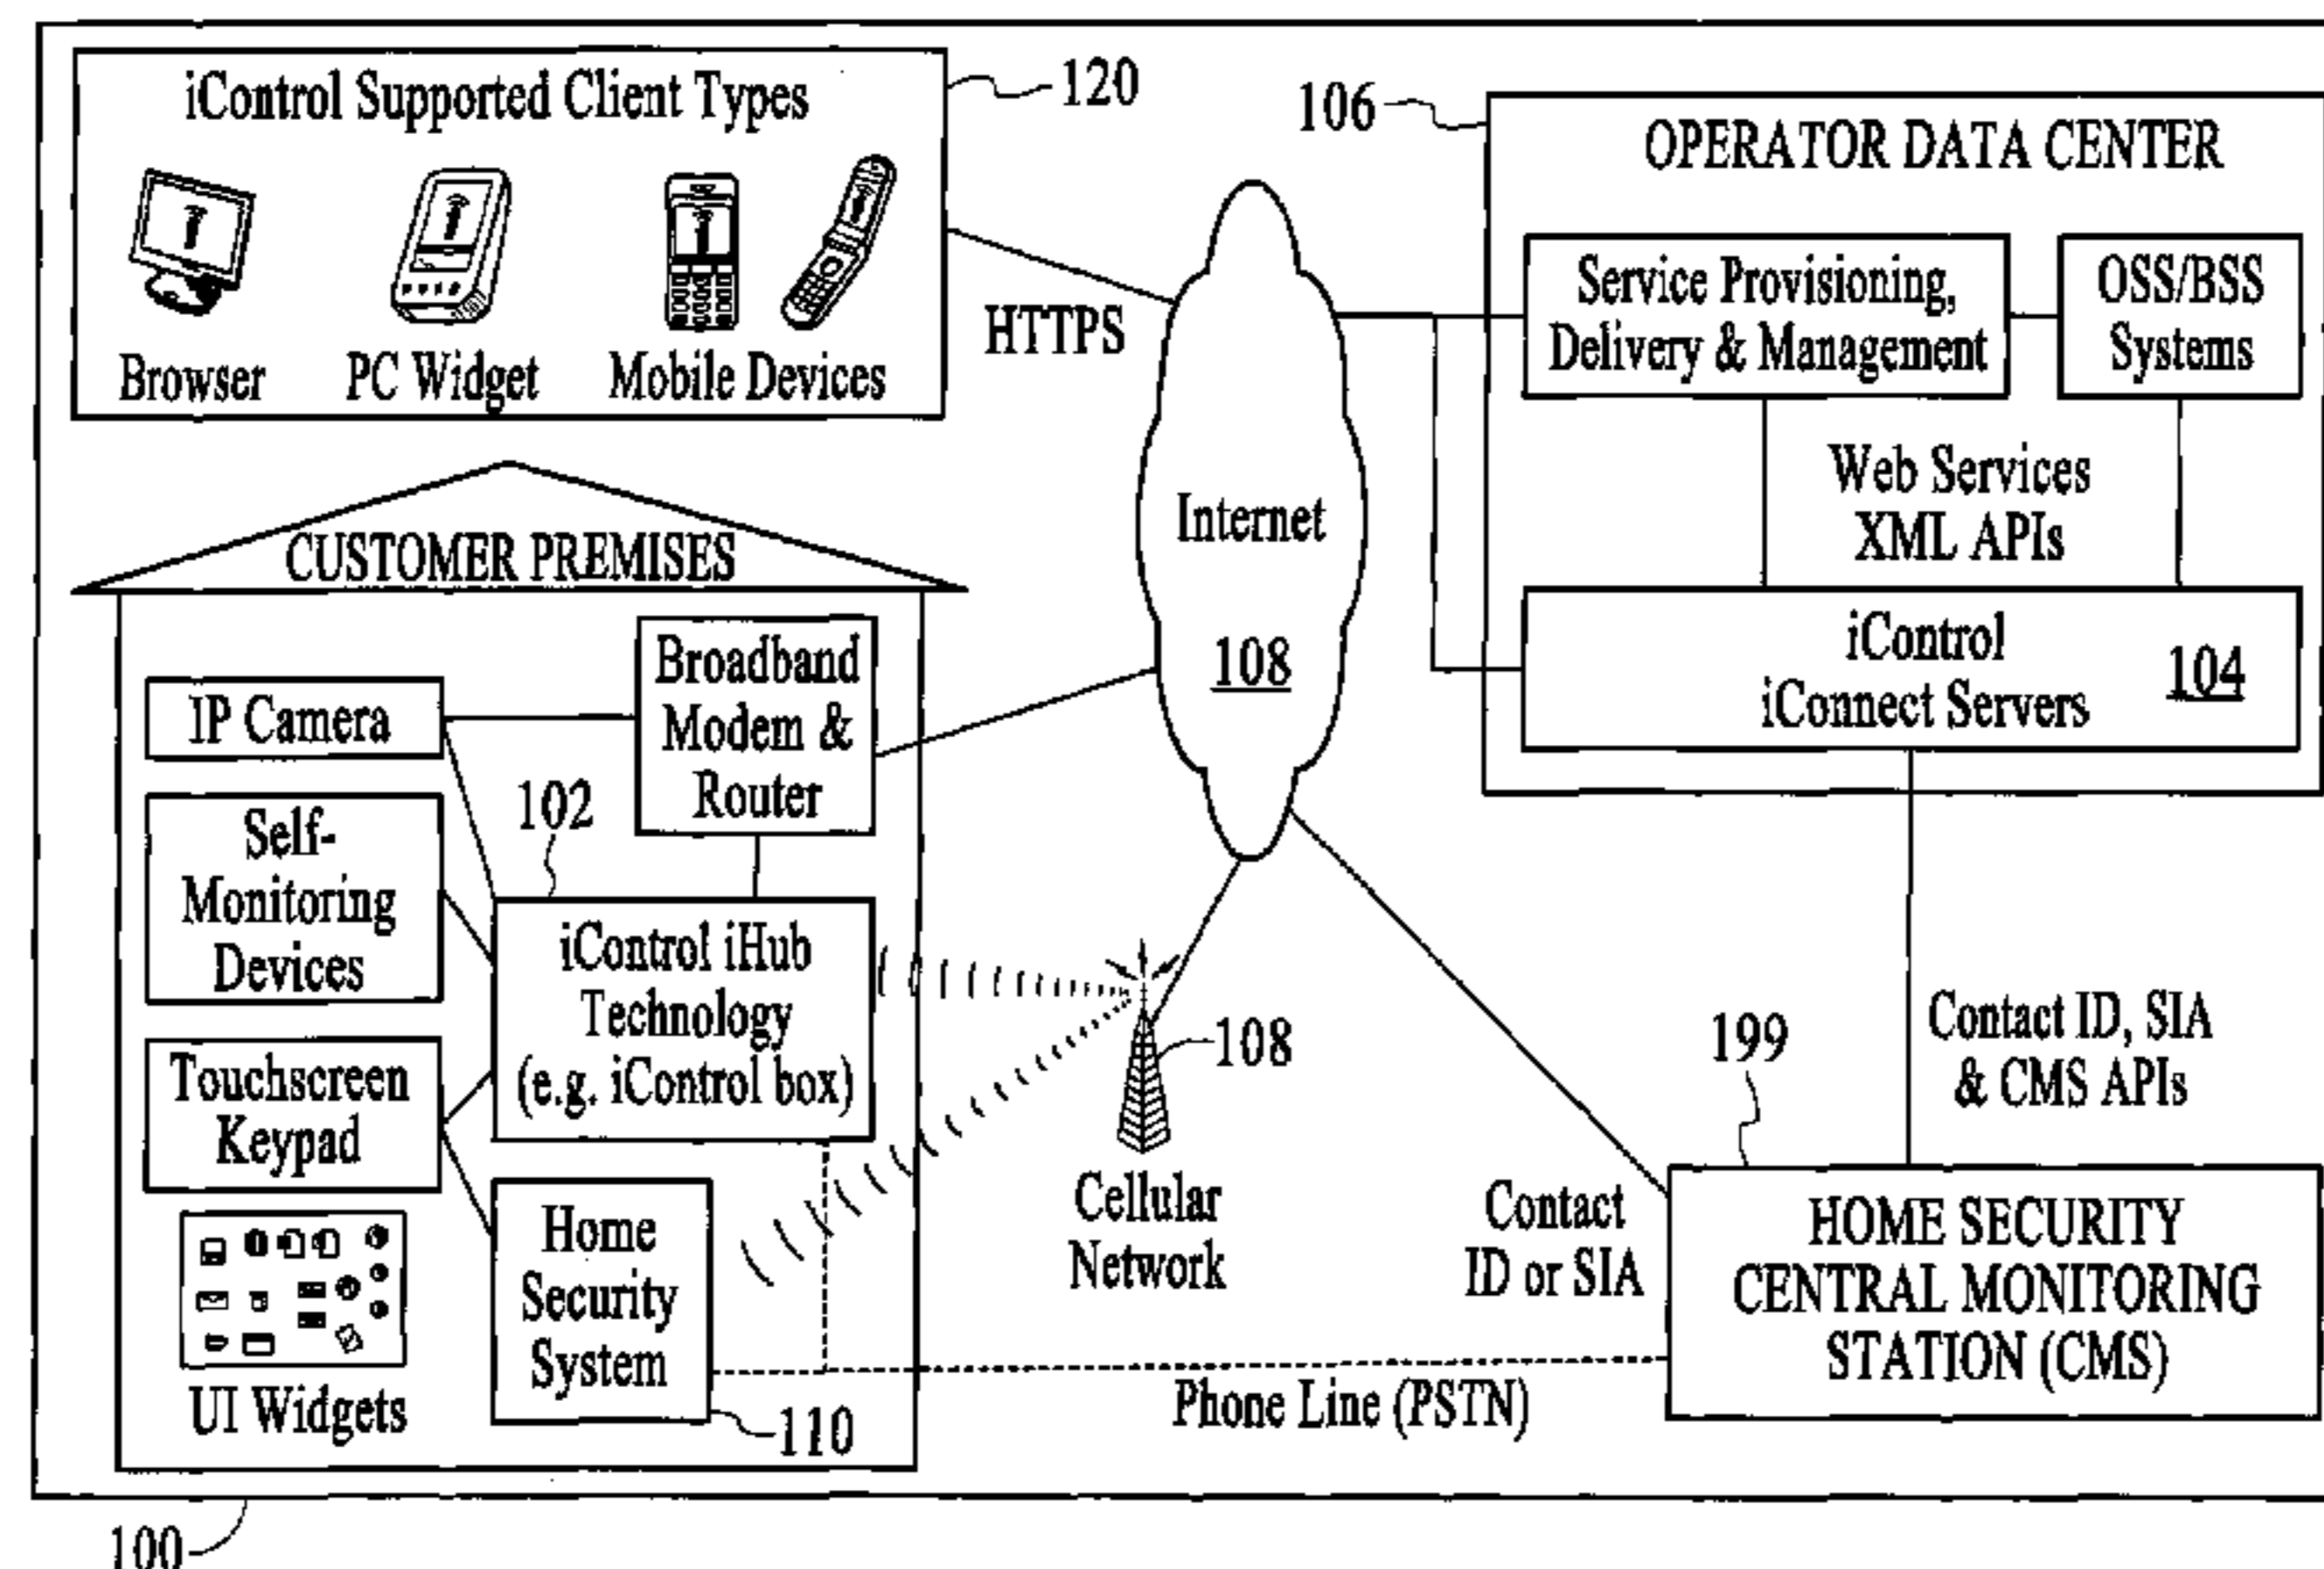 iControl Supported Client Types
120
Browser
PC Widget
Mobile Devices
HTTPS
106
OPERATOR DATA CENTER
Service Provisioning,
Delivery & Management
OSS/BSS
Systems
Web Services
XML APIs
iControl
iConnect Servers
104
Internet
108
CUSTOMER PREMISES
IP Camera
Broadband
Modem &
Router
102
Self-
Monitoring
Devices
iControl iHub
Technology
(e.g. iControl box)
Touchscreen
Keypad
Home
Security
System
110
UI Widgets
108
Cellular
Network
Contact
ID or SIA
199
Contact ID, SIA
& CMS APIs
HOME SECURITY
CENTRAL MONITORING
STATION (CMS)
Phone Line (PSTN)
100